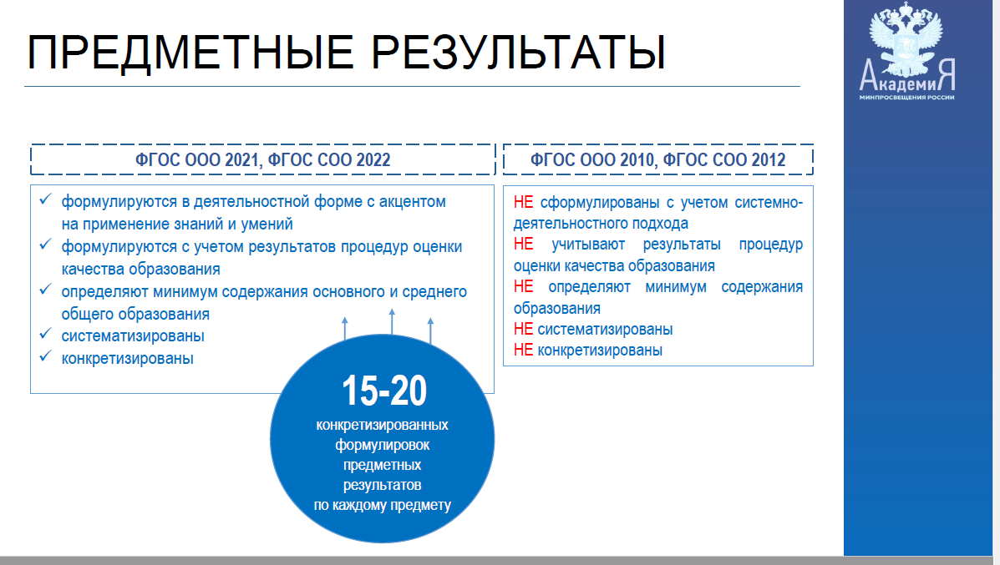 ПРЕДМЕТНЫЕ РЕЗУЛЬТАТЫ
АкадемиЯ
МИНПРОСВЕЩЕНИЯ РОССИИ
ФГОС ООО 2021, ФГОС СОО 2022
формулируются в деятельностной форме с акцентом
на применение знаний и умений
формулируются с учетом результатов процедур оценки
качества образования
определяют минимум содержания основного и среднего
общего образования
систематизированы
конкретизированы
15-20
конкретизированных
формулировок
предметных
результатов
по каждому предмету
ФГОС ООО 2010, ФГОС СОО 2012
НЕ сформулированы с учетом системно-
деятельностного подхода
НЕ учитывают результаты процедур
оценки качества образования
НЕ определяют минимум содержания
образования
НЕ систематизированы
НЕ конкретизированы